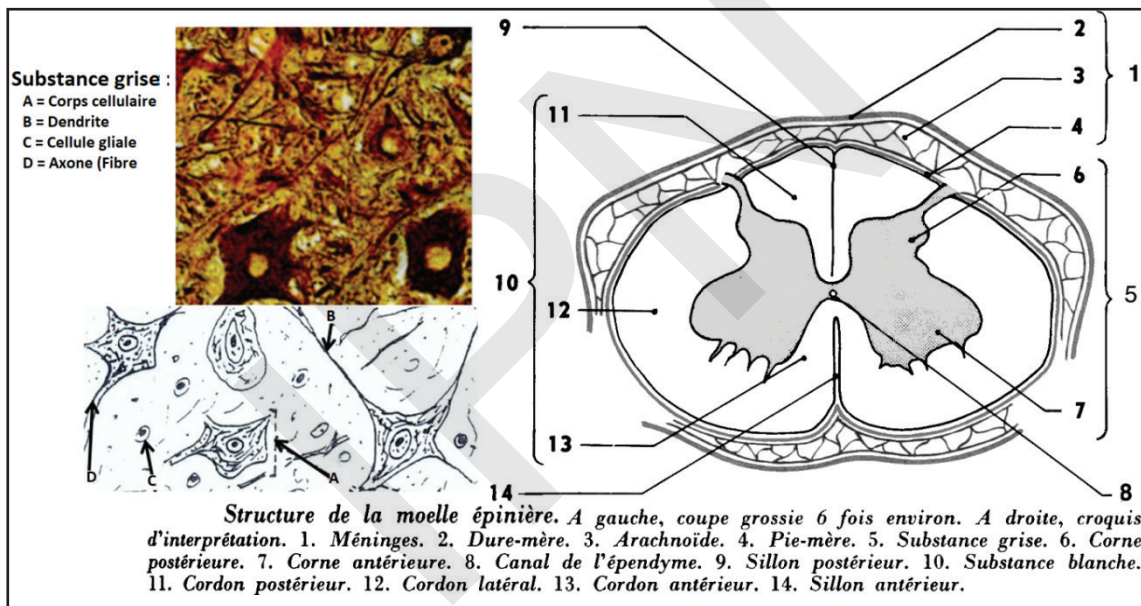 Substance grise :
A = Corps cellulaire
B = Dendrite
C = Cellule gliale
D = Axone (Fibre
9
2
1
3
11
4
6
10
12
5
7
13
14
8
B
D
C
A
Structure de la moelle épinière. A gauche, coupe grossie 6 fois environ. A droite, croquis
d'interprétation. 1. Méninges. 2. Dure-mère. 3. Arachnoïde. 4. Pie-mère. 5. Substance grise. 6. Corne
postérieure. 7. Corne antérieure. 8. Canal de l'épendyme. 9. Sillon postérieur. 10. Substance blanche.
11. Cordon postérieur. 12. Cordon latéral. 13. Cordon antérieur. 14. Sillon antérieur.